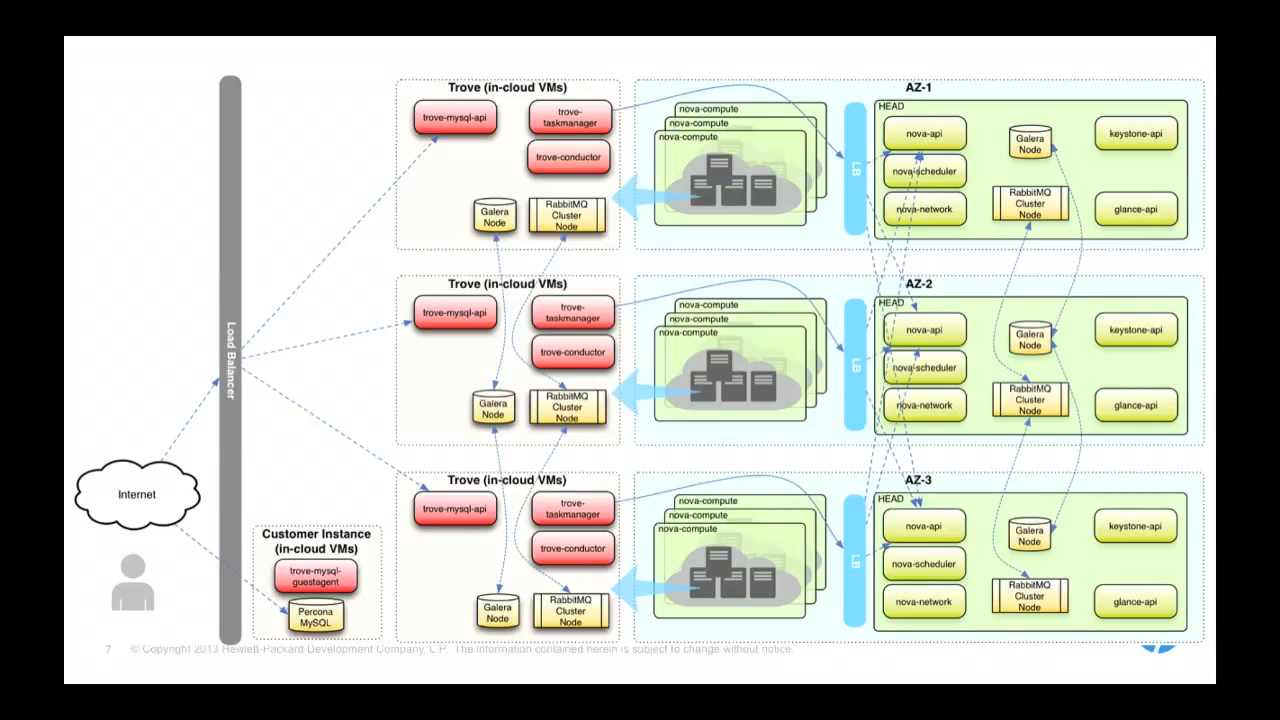 Trove (in-cloud VMs)
trove-mysql-api
trove-
taskmanager
trove-conductor
Galera
Node
RabbitMQ
Cluster
Node
nova-compute
nova-compute
nova-compute
LB
AZ-1
HEAD
nova-api
nova-scheduler
nova-network
Galera
Node
RabbitMQ
Cluster
Node
keystone-api
glance-api
Trove (in-cloud VMs)
trove-mysql-api
trove-
taskmanager
trove-conductor
Galera
Node
RabbitMQ
Cluster
Node
nova-compute
nova-compute
nova-compute
LB
AZ-2
HEAD
nova-api
nova-scheduler
nova-network
Galera
Node
RabbitMQ
Cluster
Node
keystone-api
glance-api
Load Balancer
Internet
Customer Instance
(in-cloud VMs)
trove-mysql-
guestagent
Percona
MySQL
Trove (in-cloud VMs)
trove-mysql-api
trove-
taskmanager
trove-conductor
Galera
Node
RabbitMQ
Cluster
Node
nova-compute
nova-compute
nova-compute
LB
AZ-3
HEAD
nova-api
nova-scheduler
nova-network
Galera
Node
RabbitMQ
Cluster
Node
keystone-api
glance-api
7 © Copyright 2013 Hewlett-Packard Development Company, L.P. The information contained herein is subject to change without notice.